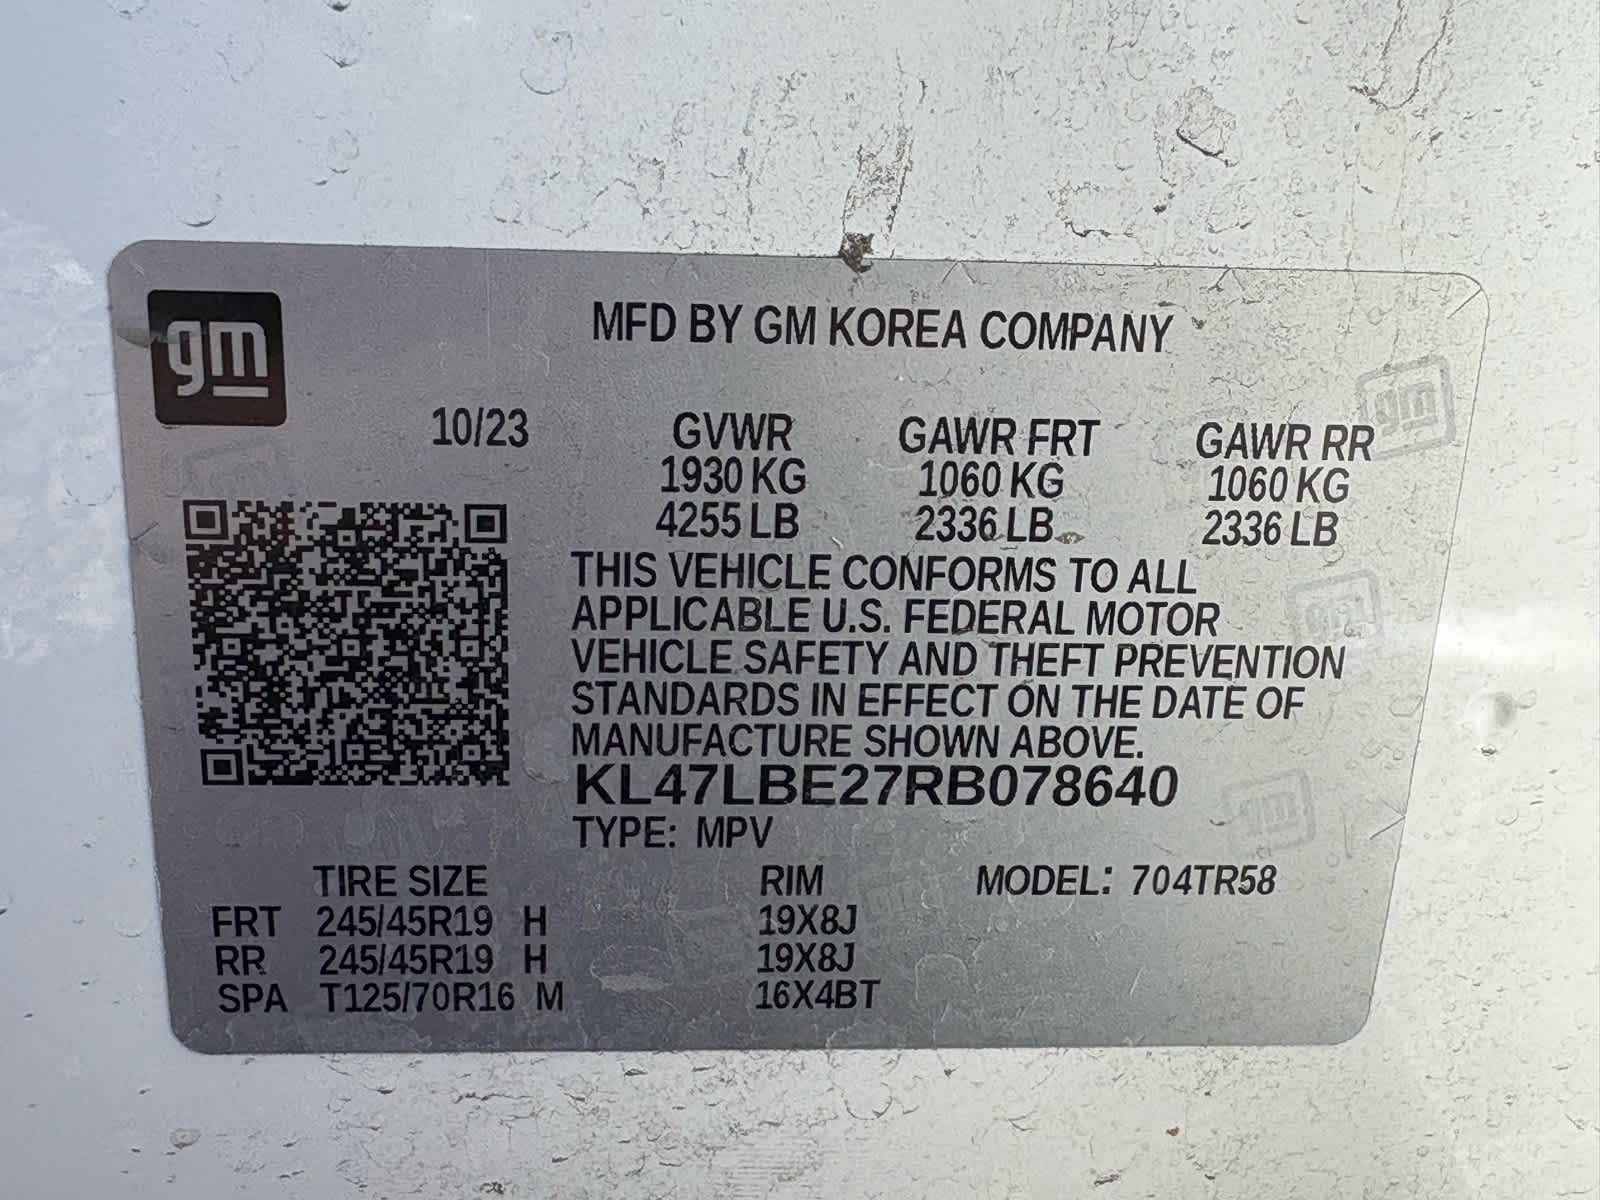 gm
MFD BY GM KOREA COMPANY
10/23 GVWR GAWR FRT GAWR RR
1930 KG 1060 KG 1060 KG
4255 LB 2336 LB 2336 LB
THIS VEHICLE CONFORMS TO ALL
APPLICABLE U.S. FEDERAL MOTOR
VEHICLE SAFETY AND THEFT PREVENTION
STANDARDS IN EFFECT ON THE DATE OF
MANUFACTURE SHOWN ABOVE.
KL47LBE27RB078640
TYPE: MPV
TIRE SIZE RIM MODEL: 704TR58
FRT 245/45R19 H 19X8J
RR 245/45R19 H 19X8J
SPA T125/70R16 M 16X4BT